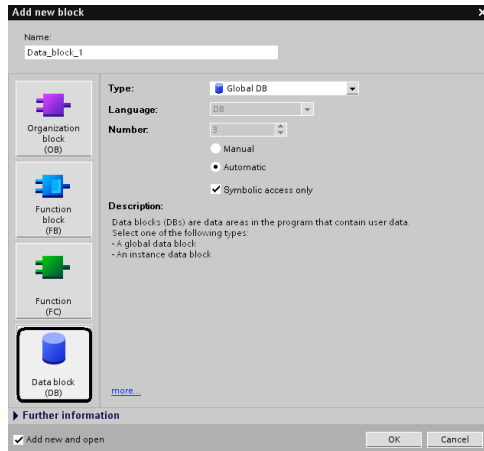 Add new block
Name:
Data_block_1
Organization
block
(OB)
Function
block
(FB)
Function
(FC)
Data block
(DB)
Type:
Global DB
Language:
DB
Number:
3
Manual
Automatic
Symbolic access only
Description:
Data blocks (DBs) are data areas in the program that contain user data.
Select one of the following types:
- A global data block
- An instance data block
more...
Further information
Add new and open
OK
Cancel